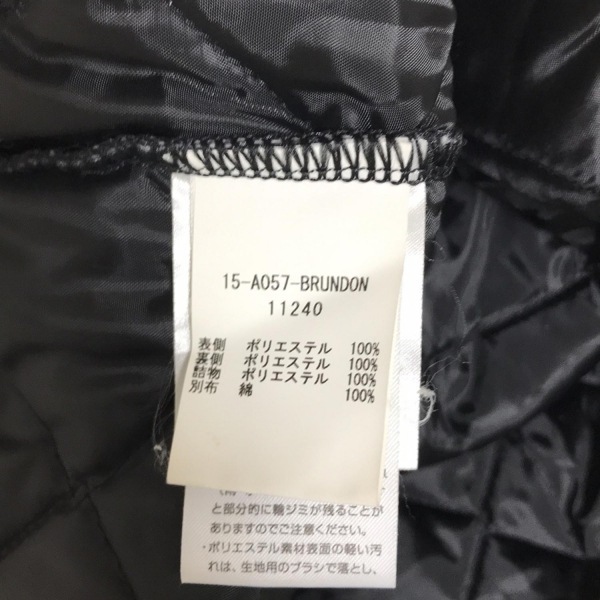 15-A057-BRUNDON
11240
表側 ポリエステル 100%
裏側 ポリエステル 100%
詰物 ポリエステル 100%
別布 綿 100%
と部分的に輪ジミが残ることが
ありますのでご注意ください。
・ポリエステル素材表面の軽い汚
れは、生地用のブラシで落とし、